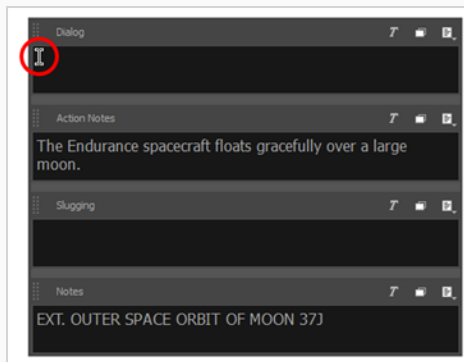 Dialog
Action Notes
The Endurance spacecraft floats gracefully over a large
moon.
Slugging
Notes
EXT. OUTER SPACE ORBIT OF MOON 37J